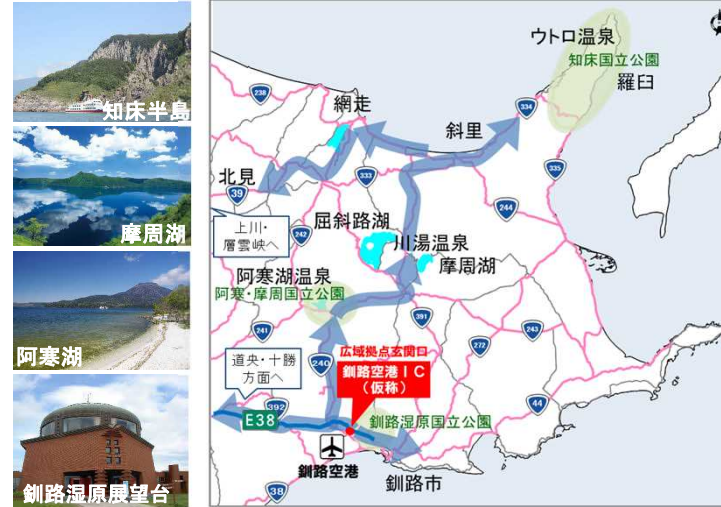 知床半島
摩周湖
阿寒湖
釧路湿原展望台
ウトロ温泉
知床国立公園
羅臼
238
網走
334
斜里
北見
39
333
335
244
上川・
層雲峡へ
242
屈斜路湖
川湯温泉
摩周湖
阿寒湖温泉
阿寒・摩周国立公園
241
391
243
272
240
広域拠点玄関口
釧路空港IC
(仮称)
道央・十勝
方面へ
392
E38
釧路湿原国立公園
44
釧路空港
釧路市
38